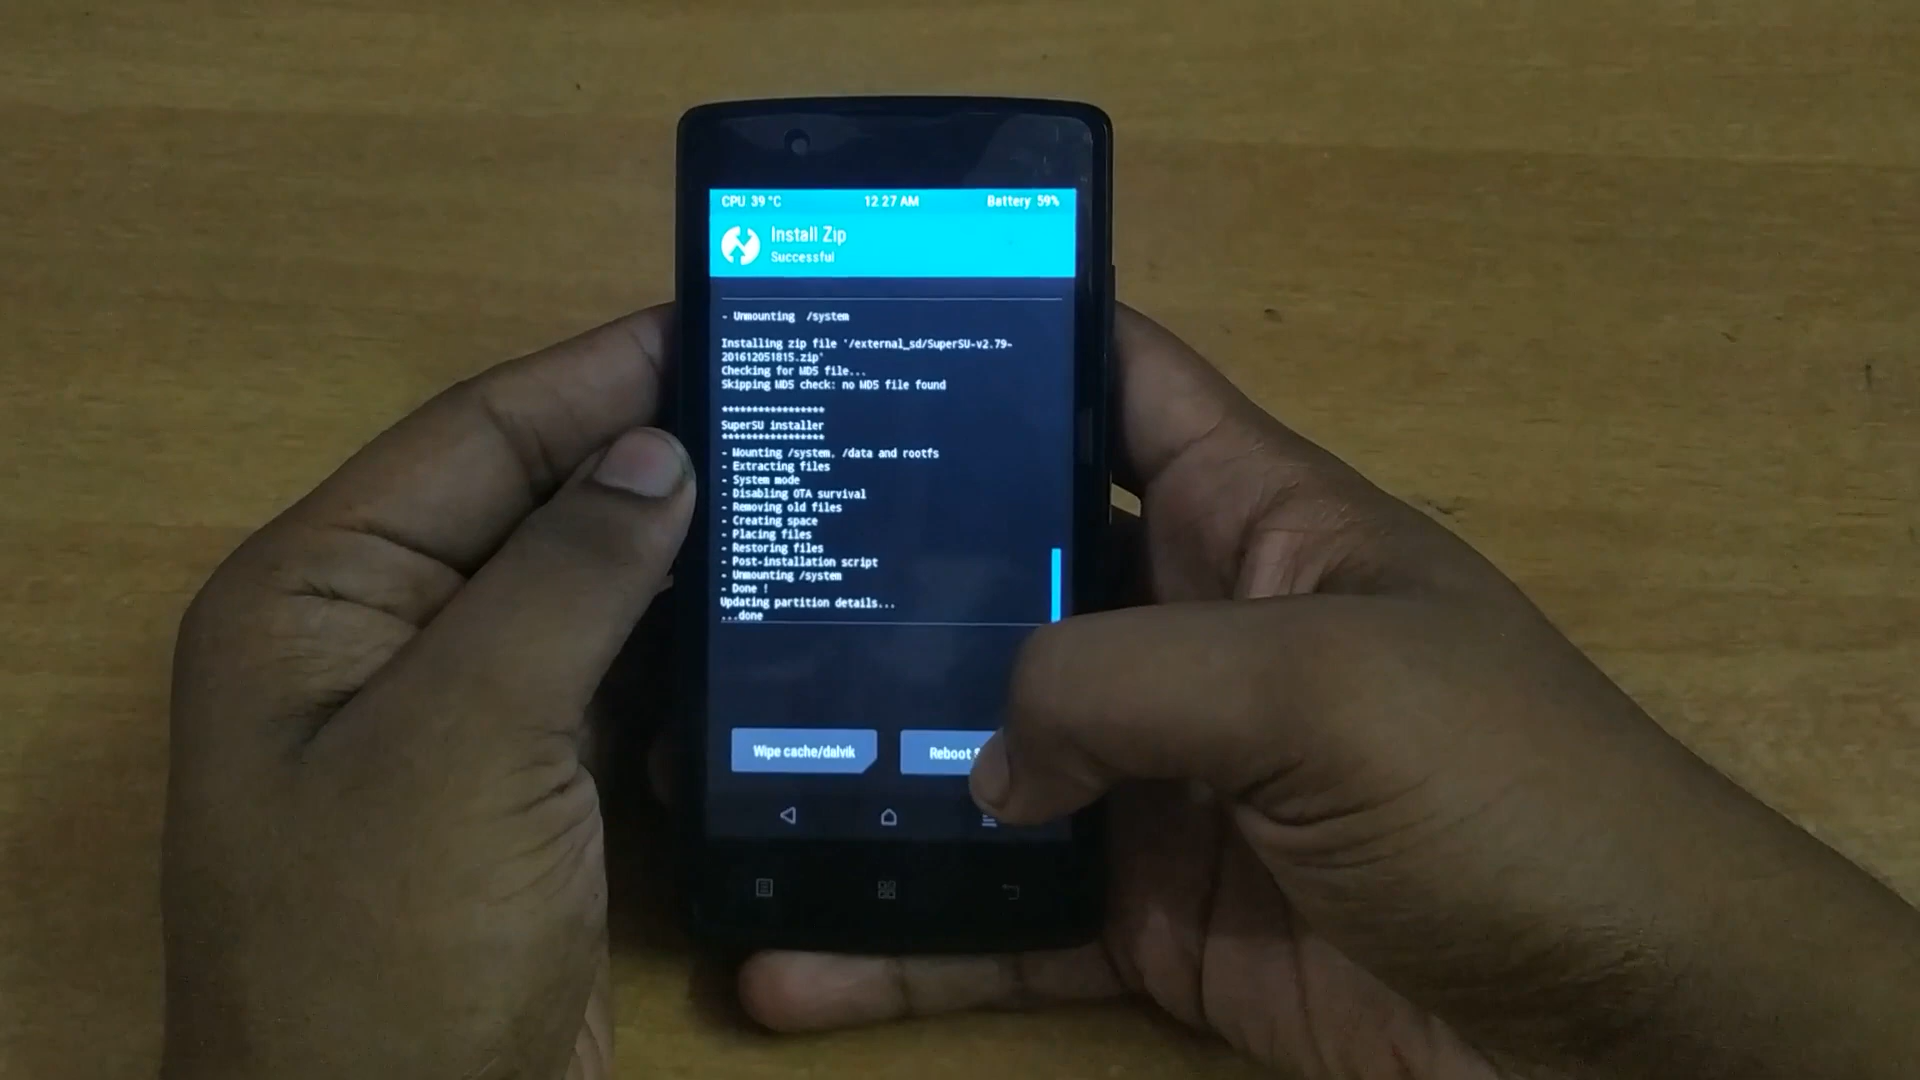 CPU 39 °C 12 27 AM Battery 59%
Install Zip
Successful
- Unmounting /system
Installing zip file '/external_sd/SuperSU-v2.79-
201612051815.zip'
Checking for MD5 file...
Skipping MD5 check: no MD5 file found
*****************
SuperSU installer
*****************
- Mounting /system, /data and rootfs
- Extracting files
- System mode
- Disabling OTA survival
- Removing old files
- Creating space
- Placing files
- Restoring files
- Post-installation script
- Unmounting /system
- Done !
Updating partition details...
...done
Wipe cache/dalvik Reboot